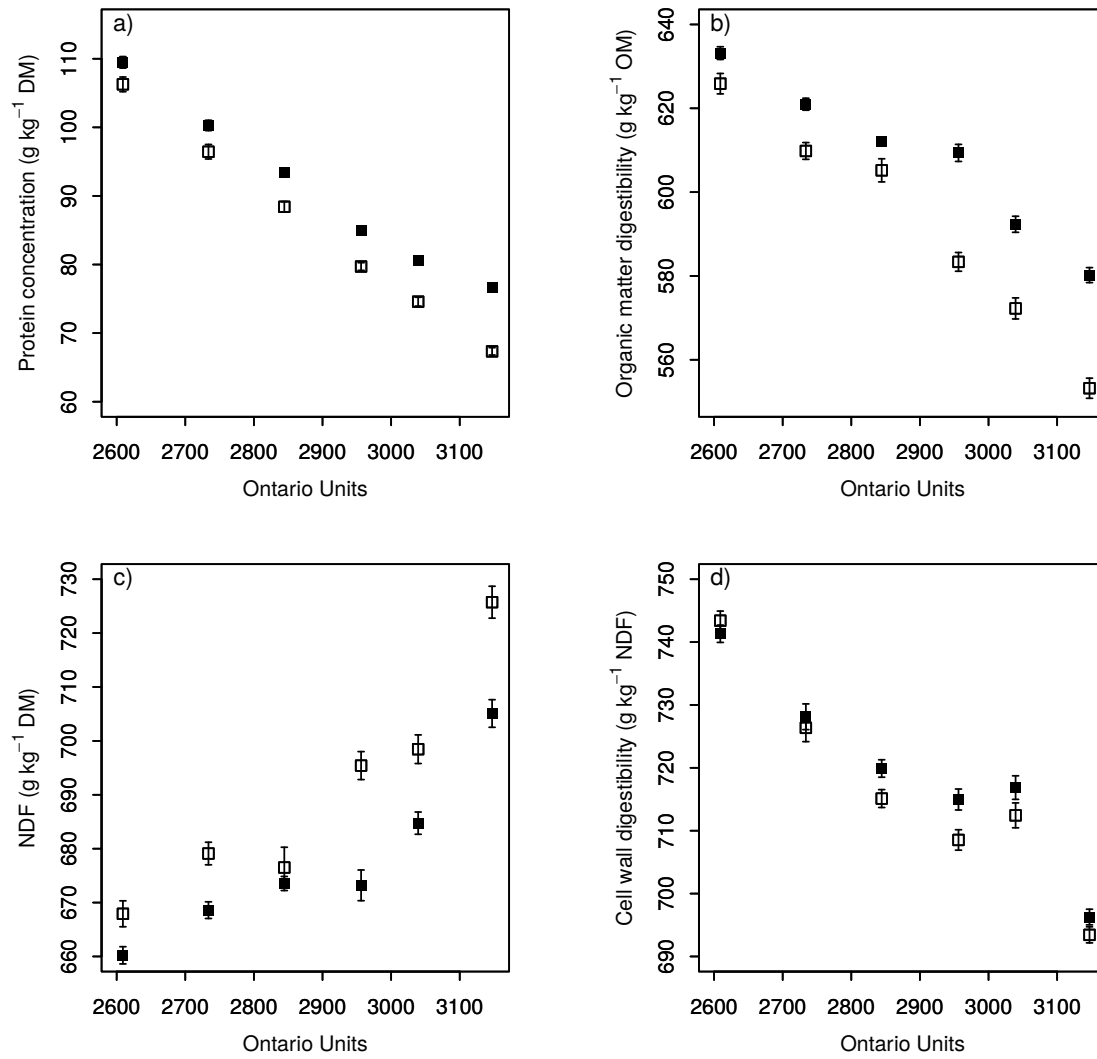 a)
Protein concentration (g kg⁻¹ DM)
110
100
90
80
70
60
2600 2700 2800 2900 3000 3100
Ontario Units
b)
Organic matter digestibility (g kg⁻¹ OM)
640
620
600
580
560
2600 2700 2800 2900 3000 3100
Ontario Units
c)
NDF (g kg⁻¹ DM)
730
720
710
700
690
680
670
660
2600 2700 2800 2900 3000 3100
Ontario Units
d)
Cell wall digestibility (g kg⁻¹ NDF)
750
740
730
720
710
700
690
2600 2700 2800 2900 3000 3100
Ontario Units